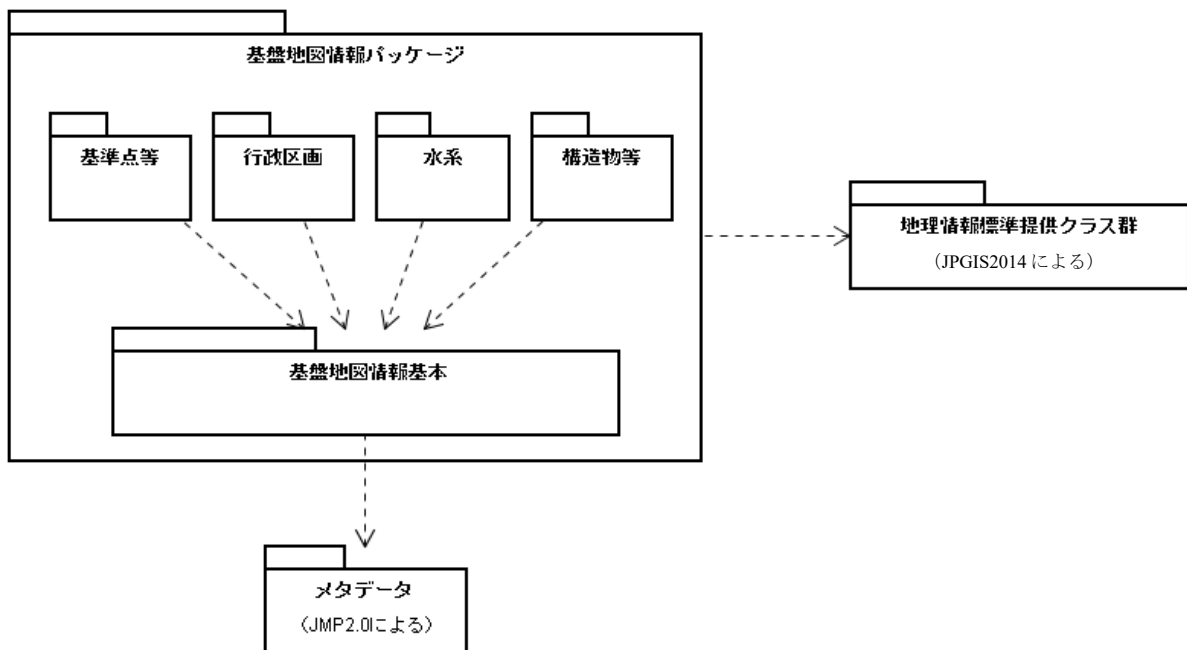 基盤地図情報パッケージ
基準点等
行政区画
水系
構造物等
地理情報標準提供クラス群
（JPGIS2014 による）
基盤地図情報基本
メタデータ
（JMP2.0による）